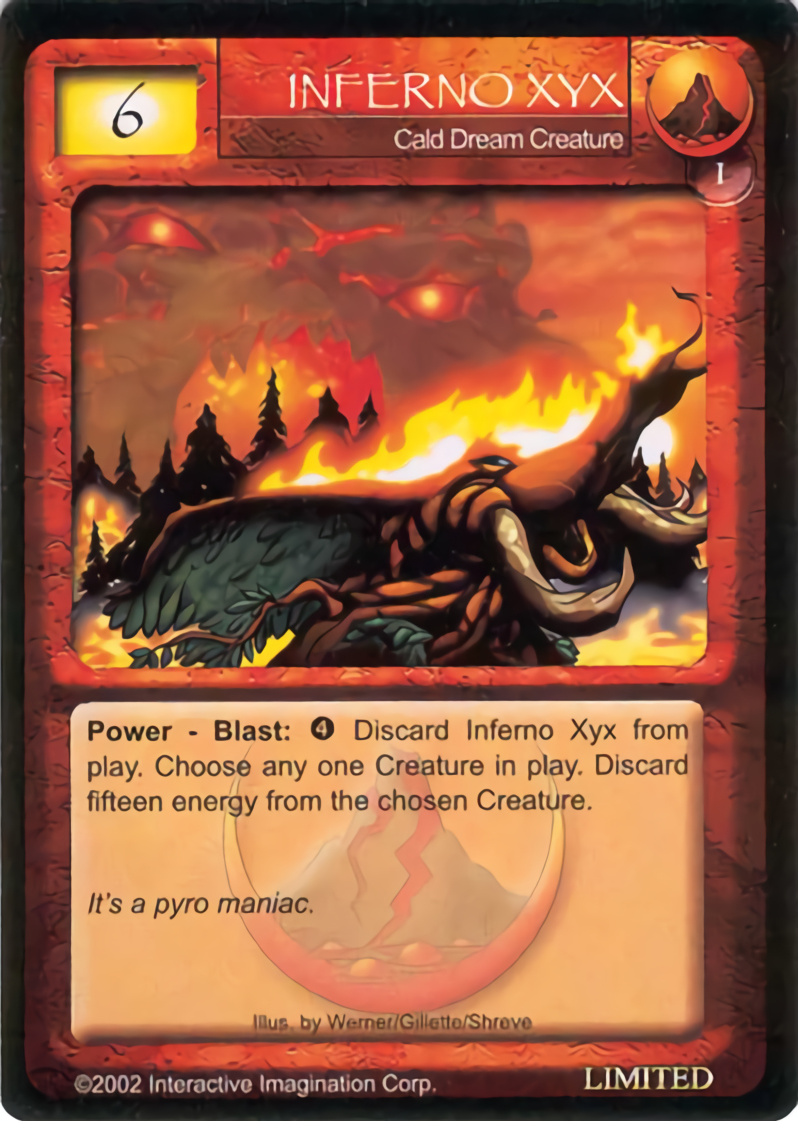 6
INFERNO XYX
Cald Dream Creature
1
Power - Blast: 4 Discard Inferno Xyx from
play. Choose any one Creature in play. Discard
fifteen energy from the chosen Creature.
It's a pyro maniac.
Illus. by Werner/Gillette/Shreve
©2002 Interactive Imagination Corp.
LIMITED